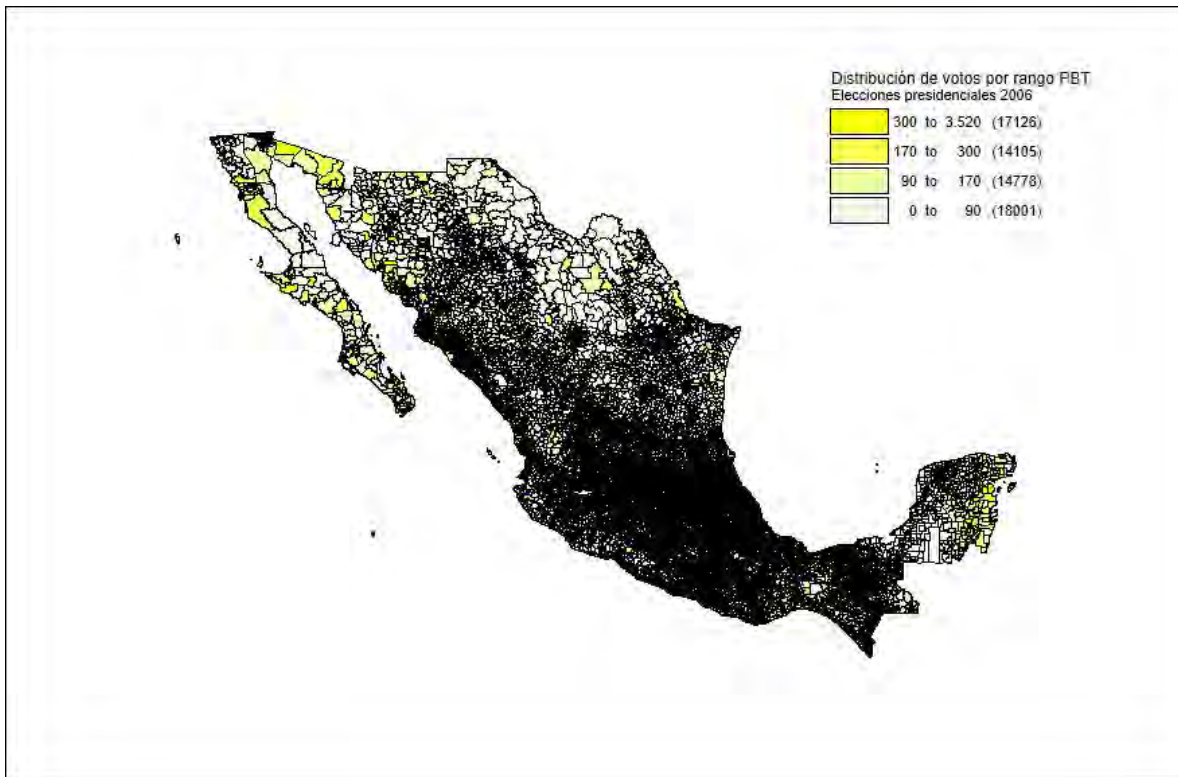 Distribución de votos por rango PBT
Elecciones presidenciales 2006
300 to 3.520 (17126)
170 to 300 (14105)
90 to 170 (14778)
0 to 90 (18001)